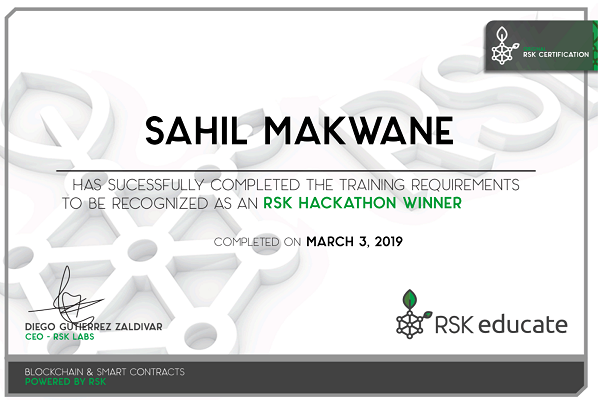 RSK CERTIFICATION
SAHIL MAKWANE
HAS SUCESSFULLY COMPLETED THE TRAINING REQUIREMENTS
TO BE RECOGNIZED AS AN RSK HACKATHON WINNER
COMPLETED ON MARCH 3, 2019
DIEGO GUTIERREZ ZALDIVAR
CEO - RSK LABS
RSK educate
BLOCKCHAIN & SMART CONTRACTS
POWERED BY RSK